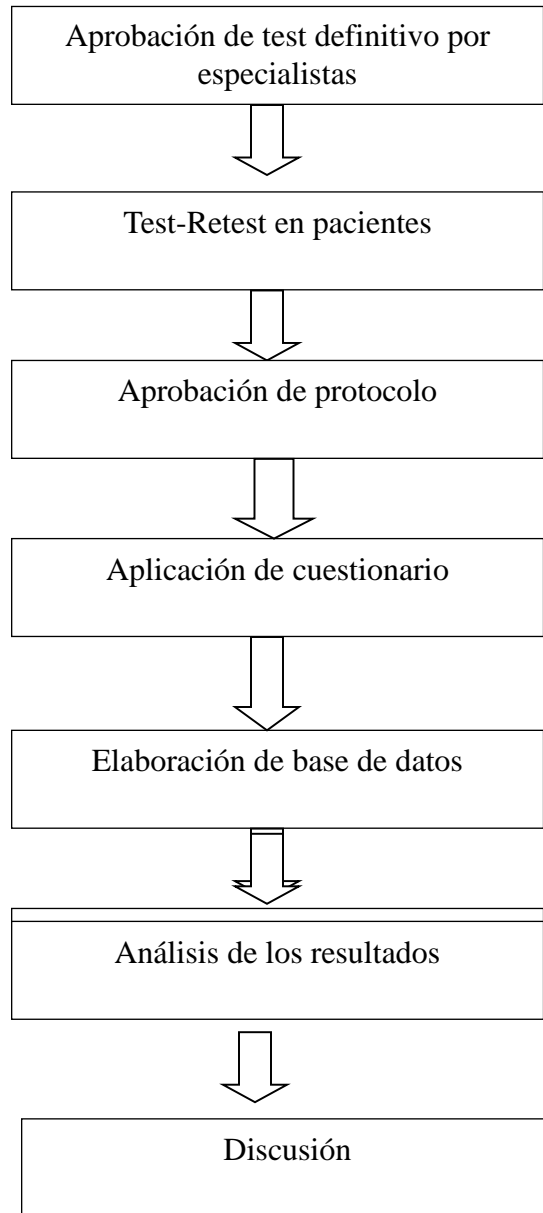 Aprobación de test definitivo por
especialistas
Test-Retest en pacientes
Aprobación de protocolo
Aplicación de cuestionario
Elaboración de base de datos
Análisis de los resultados
Discusión